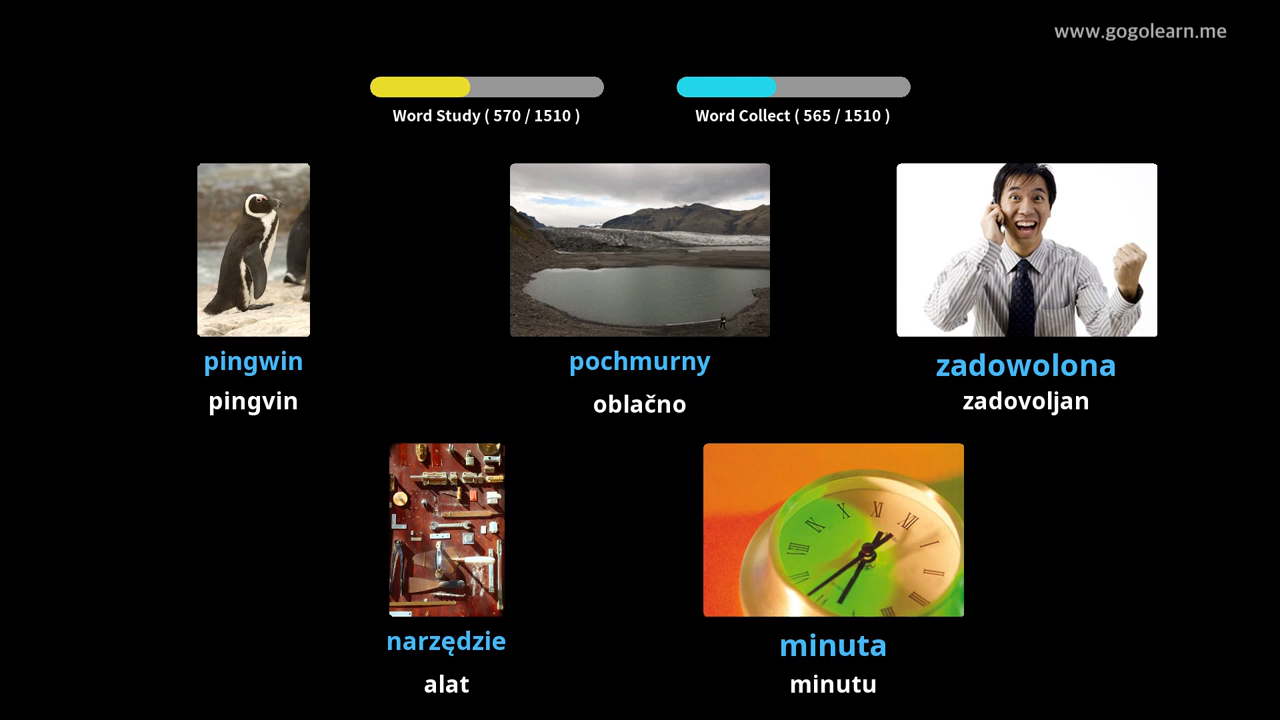 www.gogolearn.me
Word Study ( 570 / 1510 )
Word Collect ( 565 / 1510 )
pingwin
pingvin
pochmurny
oblačno
zadowolona
zadovoljan
narzędzie
alat
minuta
minutu